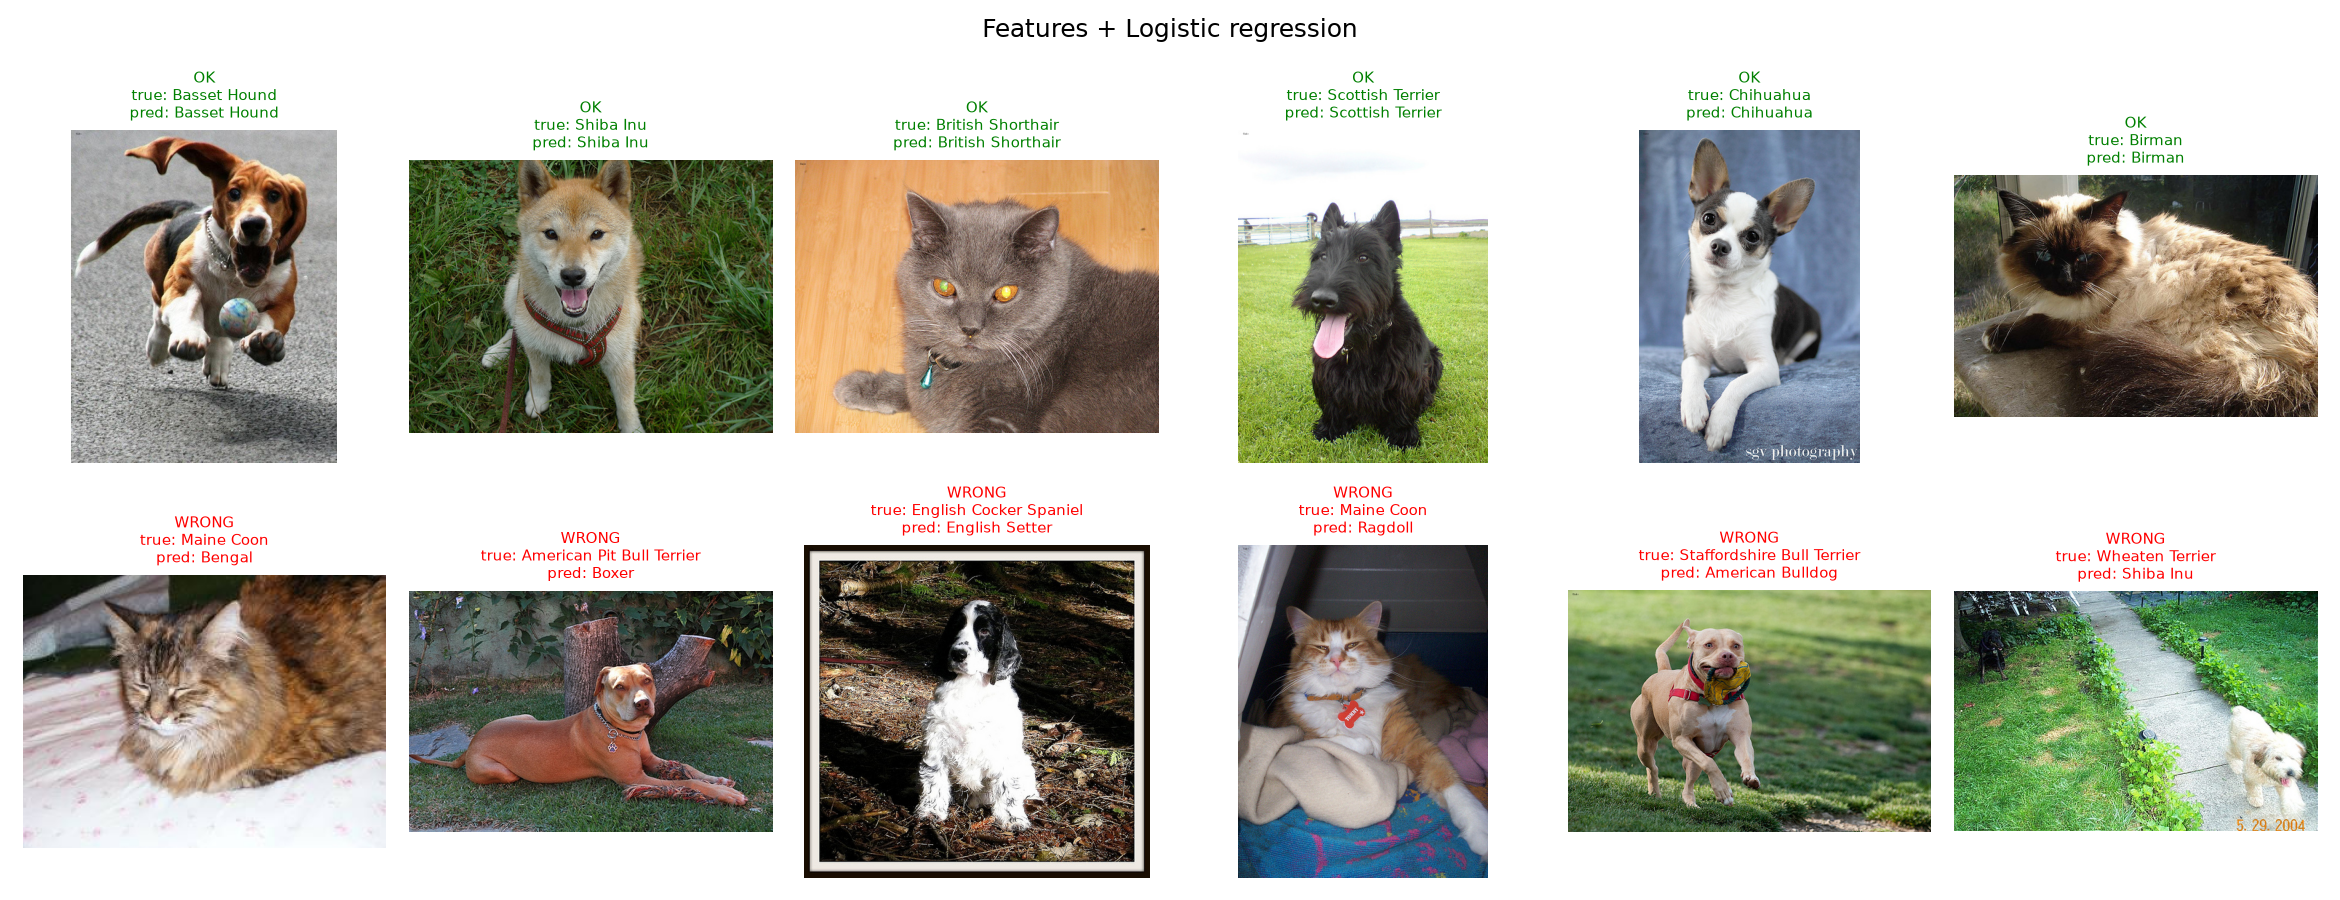 Features + Logistic regression
OK
true: Basset Hound
pred: Basset Hound
OK
true: Shiba Inu
pred: Shiba Inu
OK
true: British Shorthair
pred: British Shorthair
OK
true: Scottish Terrier
pred: Scottish Terrier
OK
true: Chihuahua
pred: Chihuahua
OK
true: Birman
pred: Birman
sgv photography
WRONG
true: Maine Coon
pred: Bengal
WRONG
true: American Pit Bull Terrier
pred: Boxer
WRONG
true: English Cocker Spaniel
pred: English Setter
WRONG
true: Maine Coon
pred: Ragdoll
WRONG
true: Staffordshire Bull Terrier
pred: American Bulldog
WRONG
true: Wheaten Terrier
pred: Shiba Inu
5. 29. 2004